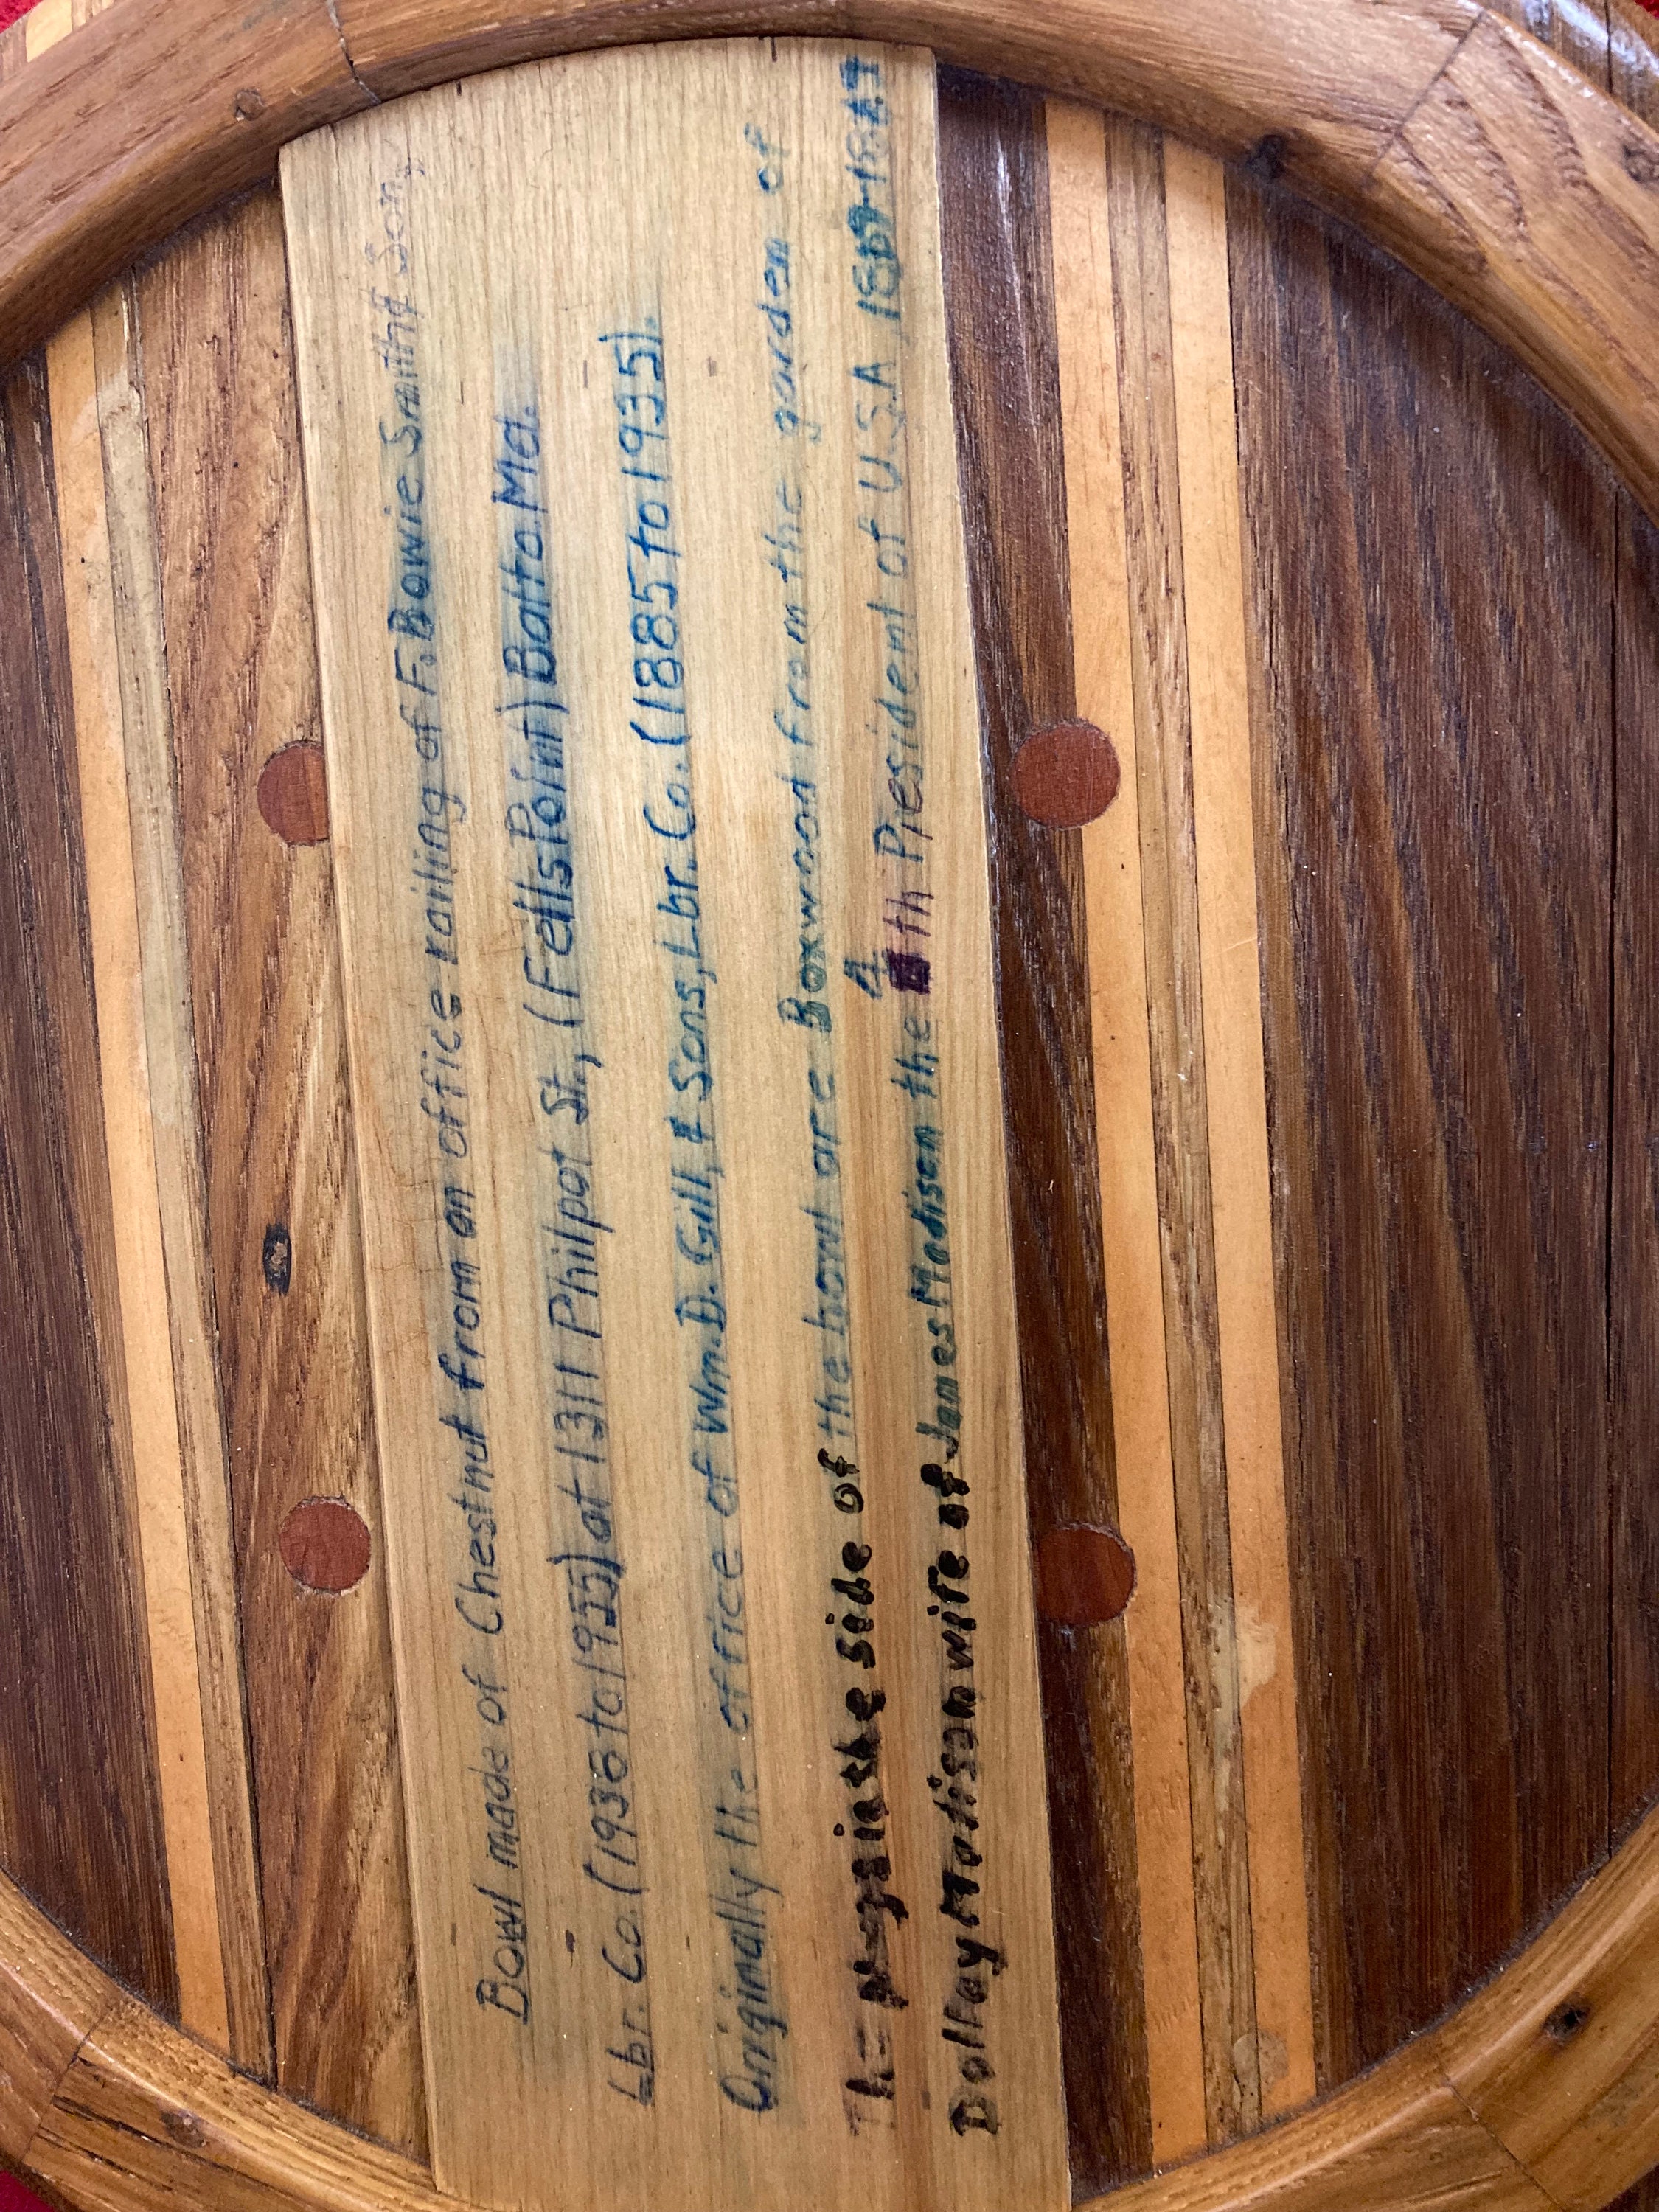 Bowl made of Chestnut from an office railing of F. Bowie Smith & Son,
Lbr. Co. (1936 to 1955) at 1311 Philpot St., (Fells Point) Balto. Md.
Originally the office of Wm. D. Gill, & Sons, Lbr. Co. (1885 to 1935).
The plugs in the side of the bowl are Boxwood from the garden of
Dolley Madison wife of James Madison the 4th President of U.S.A